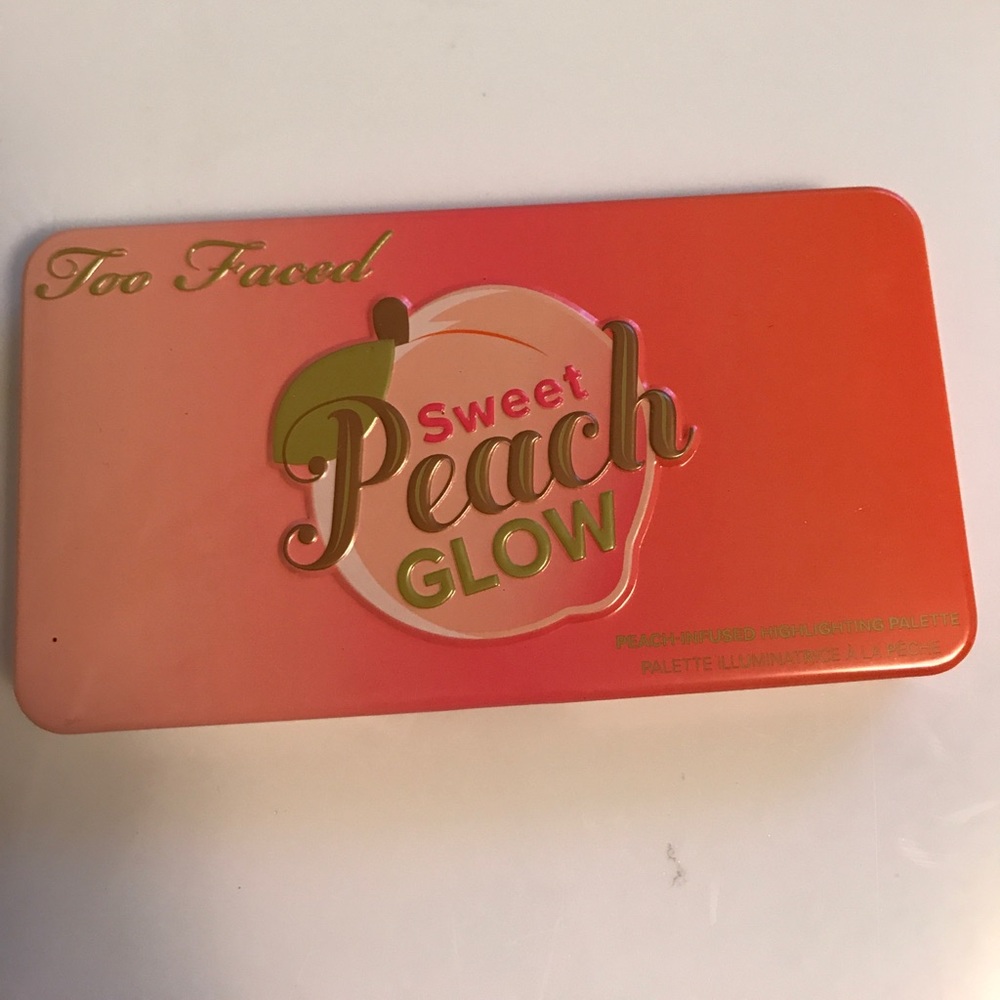 Too Faced
Sweet
Peach
GLOW
PEACH-INFUSED HIGHLIGHTING PALETTE
PALETTE ILLUMINATRICE À LA PÊCHE